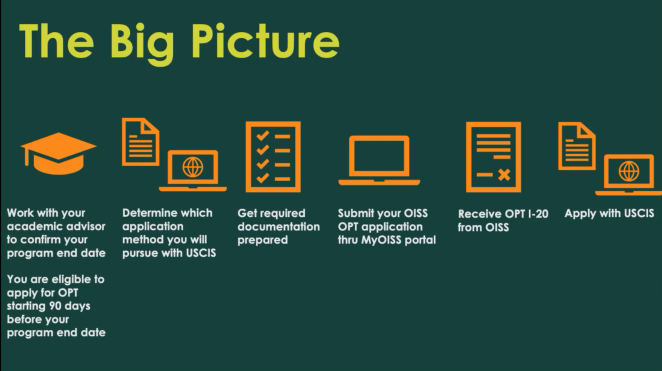 The Big Picture
Work with your
academic advisor
to confirm your
program end date
You are eligible to
apply for OPT
starting 90 days
before your
program end date
Determine which
application
method you will
pursue with USCIS
Get required
documentation
prepared
Submit your OISS
OPT application
thru MyOISS portal
Receive OPT I-20
from OISS
Apply with USCIS